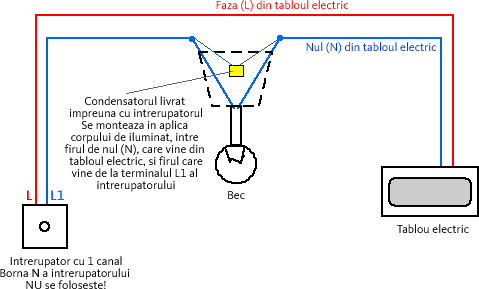 Faza (L) din tabloul electric
Nul (N) din tabloul electric
Condensatorul livrat
impreuna cu intrerupatorul
Se monteaza in aplica
corpului de iluminat, intre
firul de nul (N), care vine din
tabloul electric, si firul care
vine de la terminalul L1 al
intrerupatorului
L
L1
Bec
Tablou electric
Intrerupator cu 1 canal
Borna N a intrerupatorului
NU se foloseste!